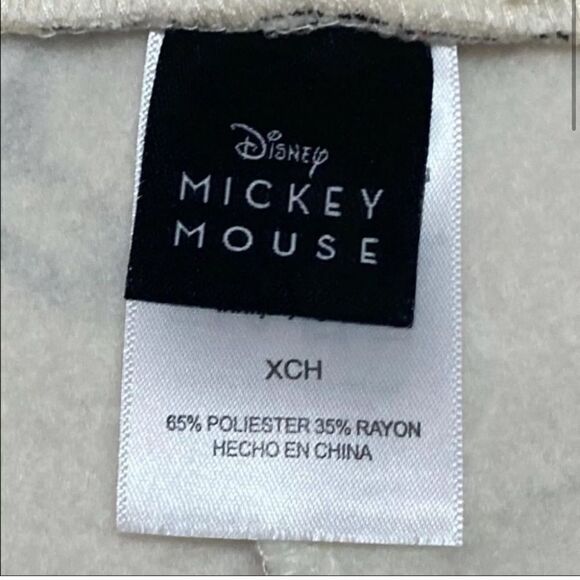 Disney
MICKEY
MOUSE
XCH
65% POLIESTER 35% RAYON
HECHO EN CHINA